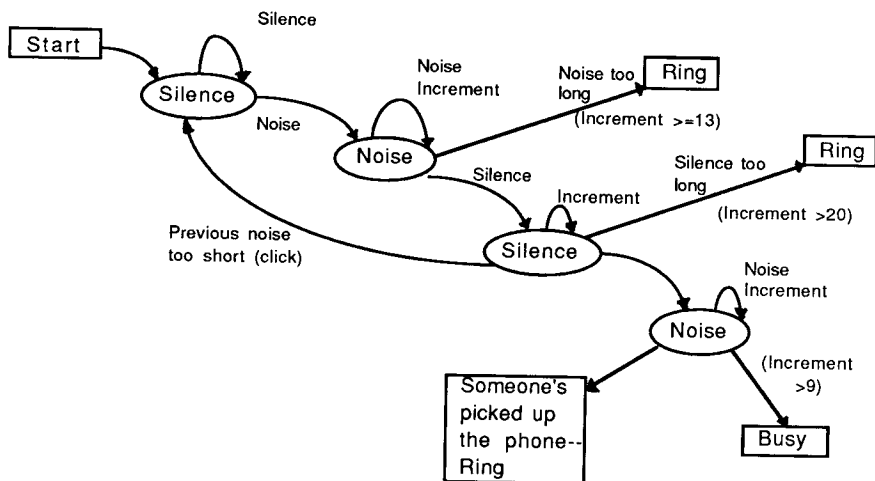 Silence
Start
Silence
Noise
Noise
Increment
Noise too
long
(Increment >=13)
Ring
Noise
Silence
Silence too
long
(Increment >20)
Ring
Increment
Silence
Previous noise
too short (click)
Noise
Increment
Noise
(Increment
>9)
Someone's
picked up
the phone--
Ring
Busy